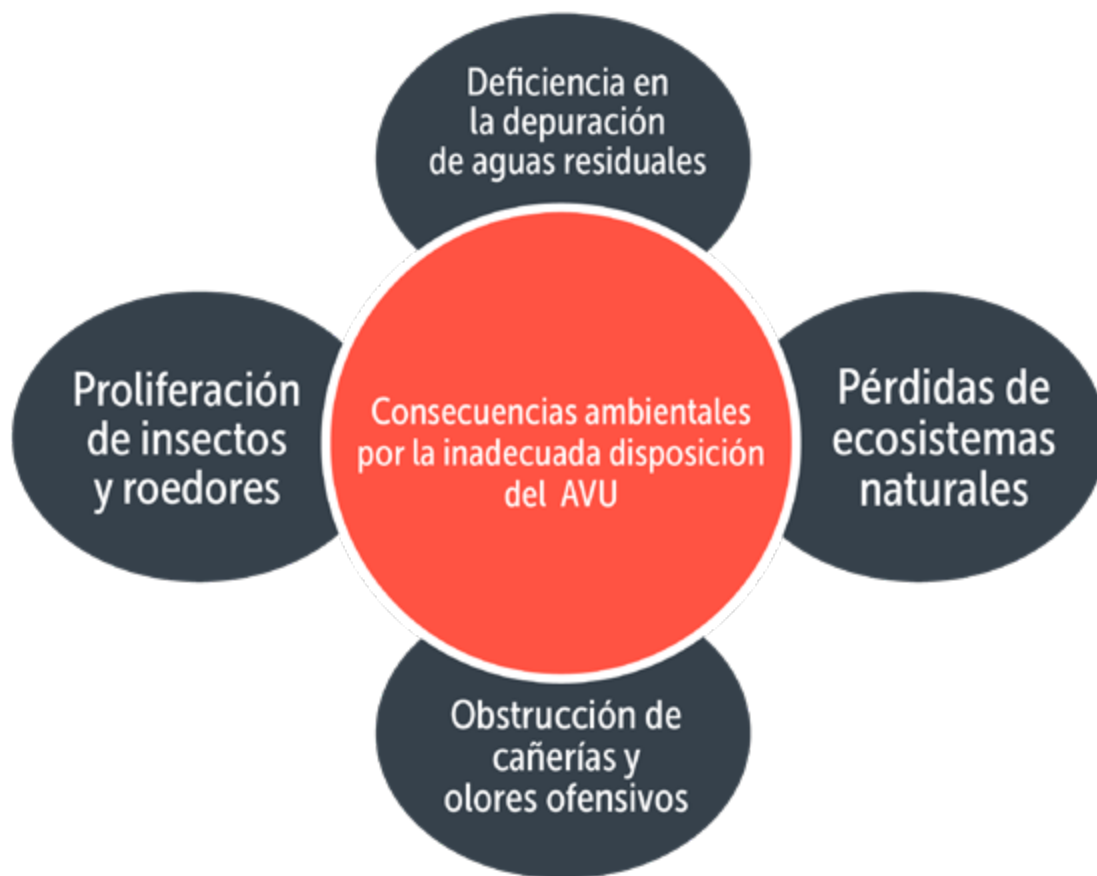 Deficiencia en
la depuración
de aguas residuales
Proliferación
de insectos
y roedores
Consecuencias ambientales
por la inadecuada disposición
del AVU
Pérdidas de
ecosistemas
naturales
Obstrucción de
cañerías y
olores ofensivos